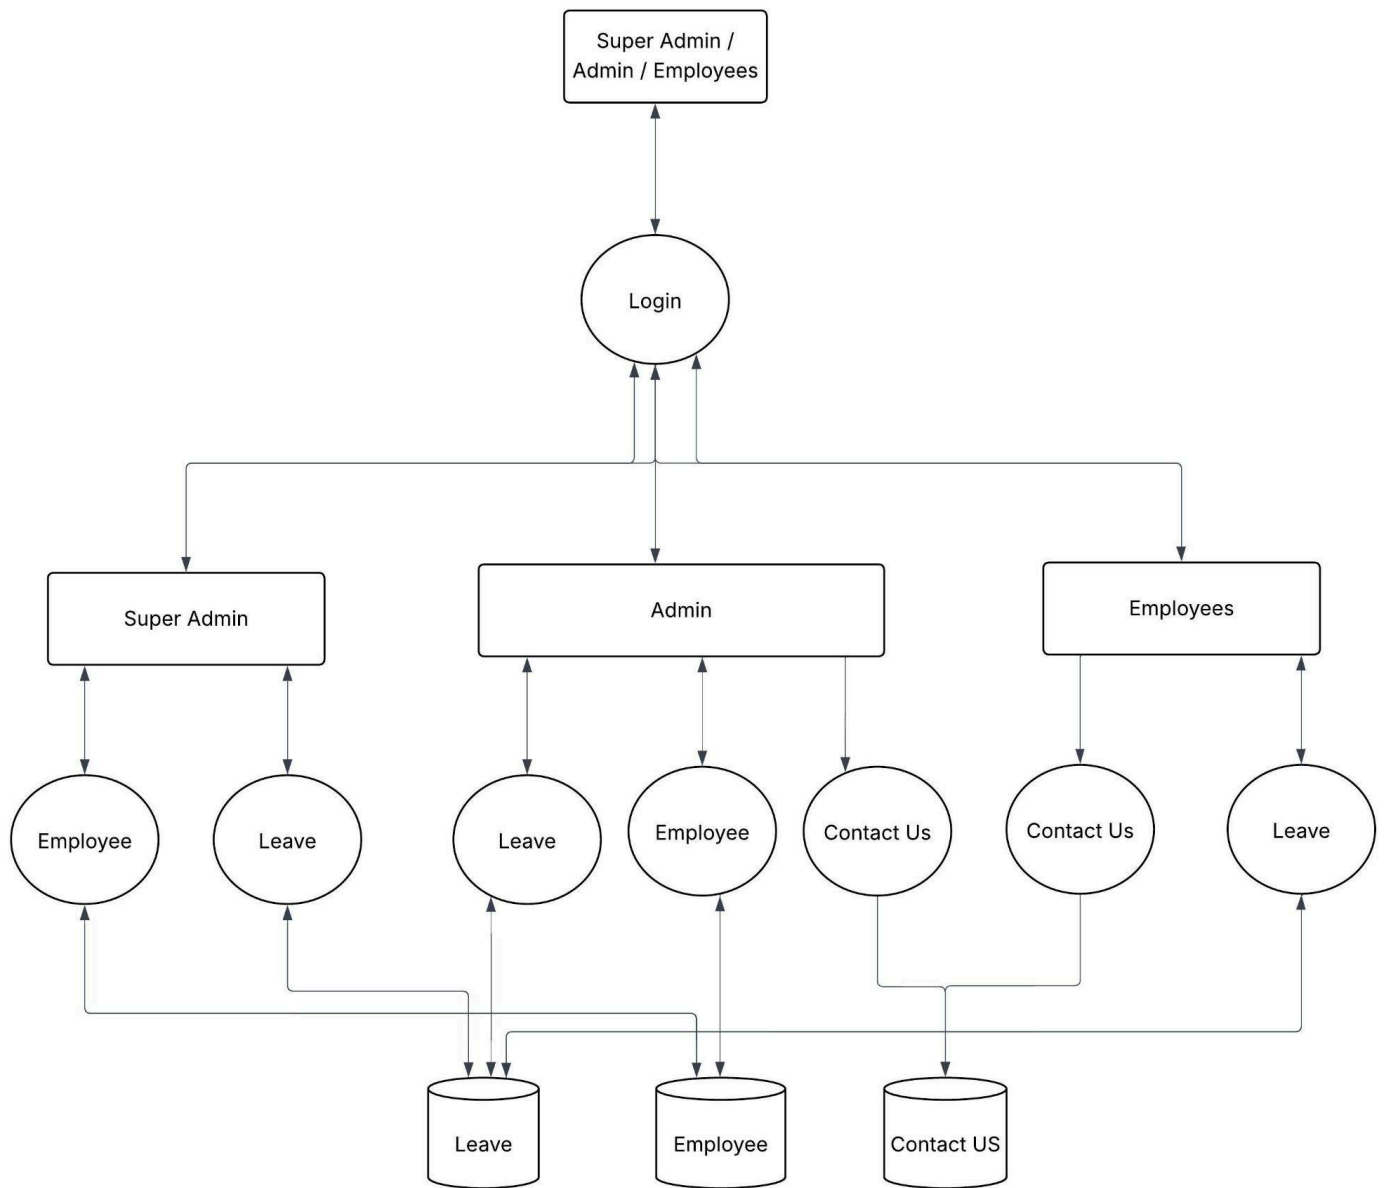 Super Admin /
Admin / Employees
Login
Super Admin
Admin
Employees
Employee
Leave
Leave
Employee
Contact Us
Contact Us
Leave
Leave
Employee
Contact US